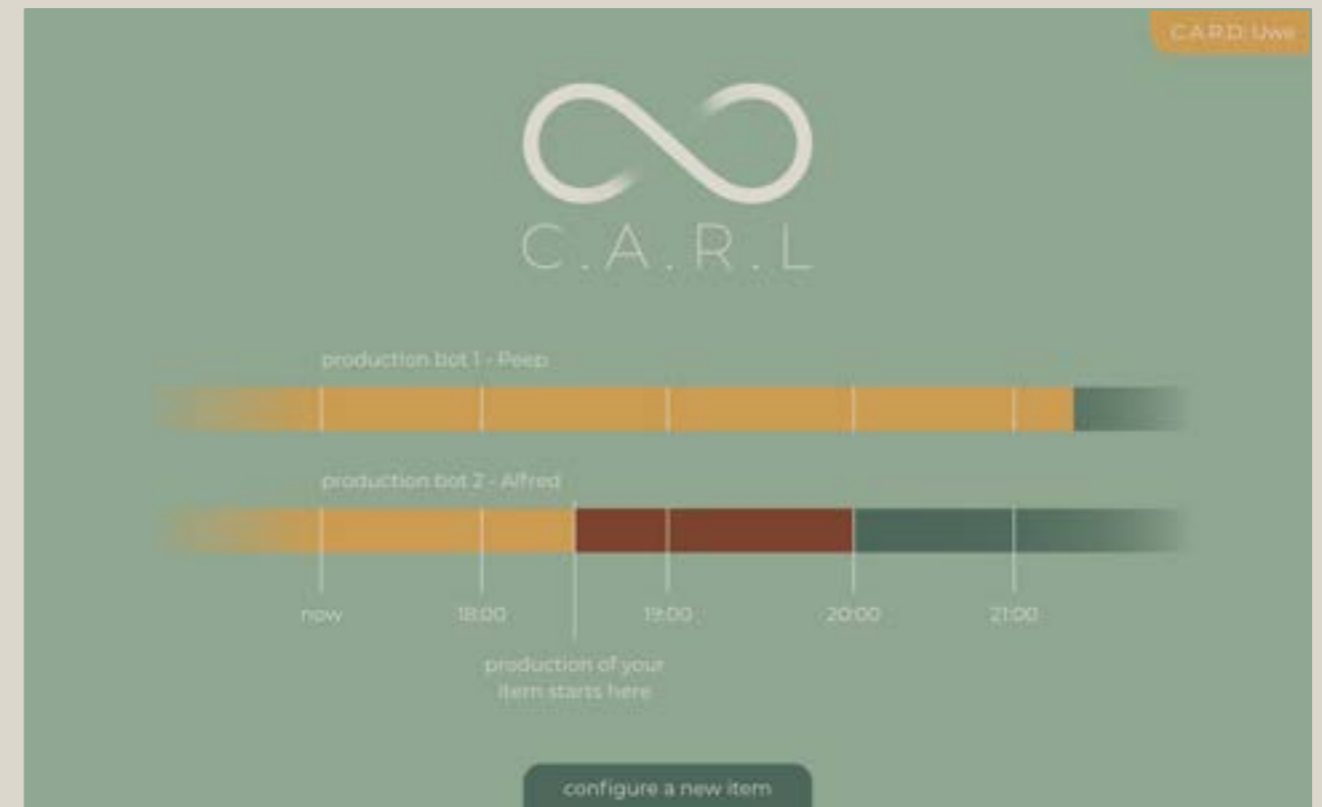 C.A.R.D: Uwe
C.A.R.L
production bot 1 - Peep
production bot 2 - Alfred
now 18:00 19:00 20:00 21:00
production of your
item starts here
configure a new item